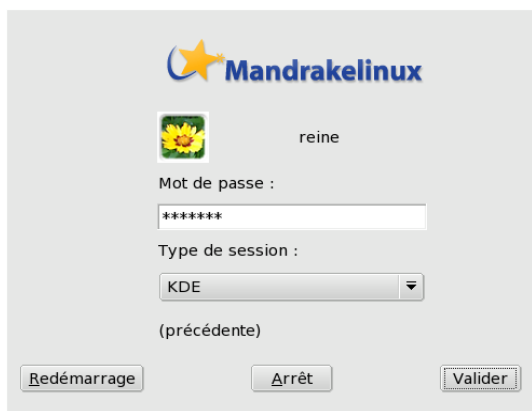 Mandrakelinux
reine
Mot de passe :
*******
Type de session :
KDE
(précédente)
Redémarrage Arrêt Valider